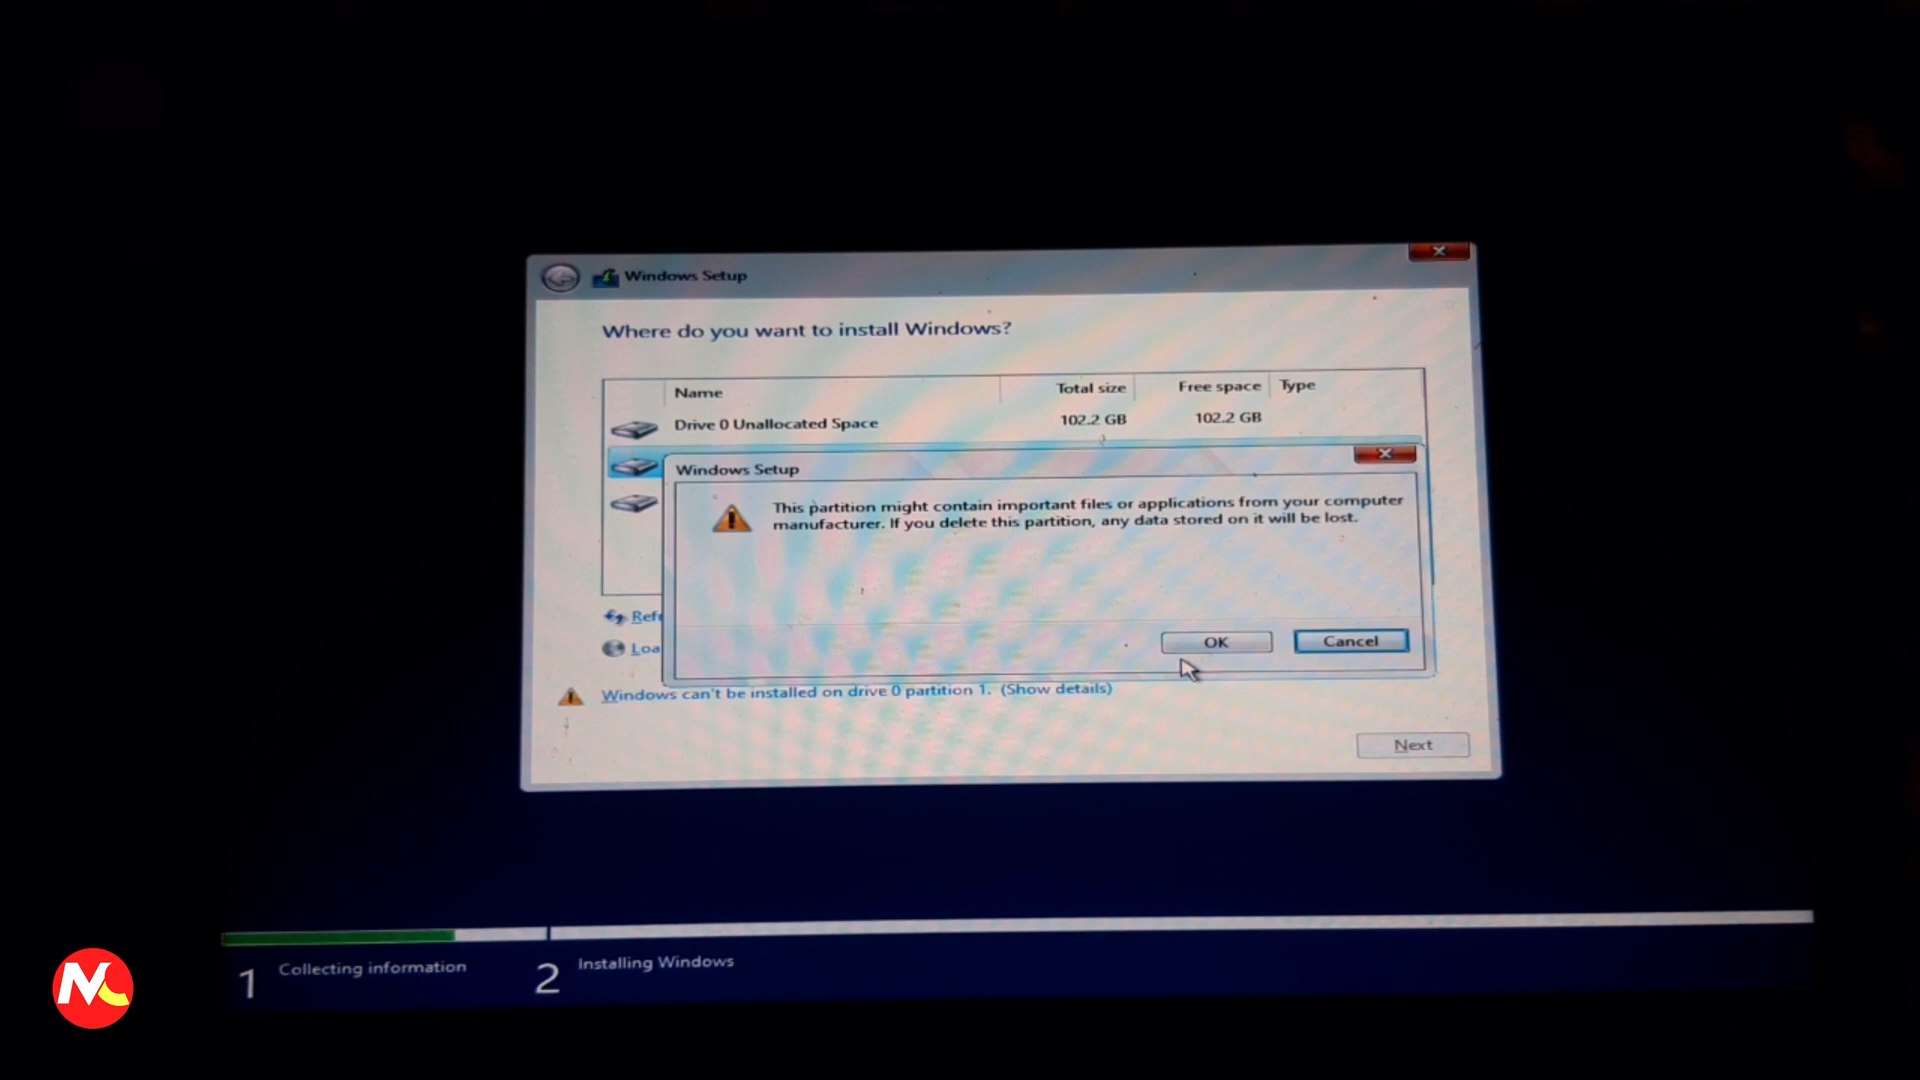 Windows Setup
Where do you want to install Windows?
Name Total size Free space Type
Drive 0 Unallocated Space 102.2 GB 102.2 GB
Windows Setup
This partition might contain important files or applications from your computer
manufacturer. If you delete this partition, any data stored on it will be lost.
OK Cancel
Refr
Loa
Windows can't be installed on drive 0 partition 1. (Show details)
Next
1 Collecting information 2 Installing Windows